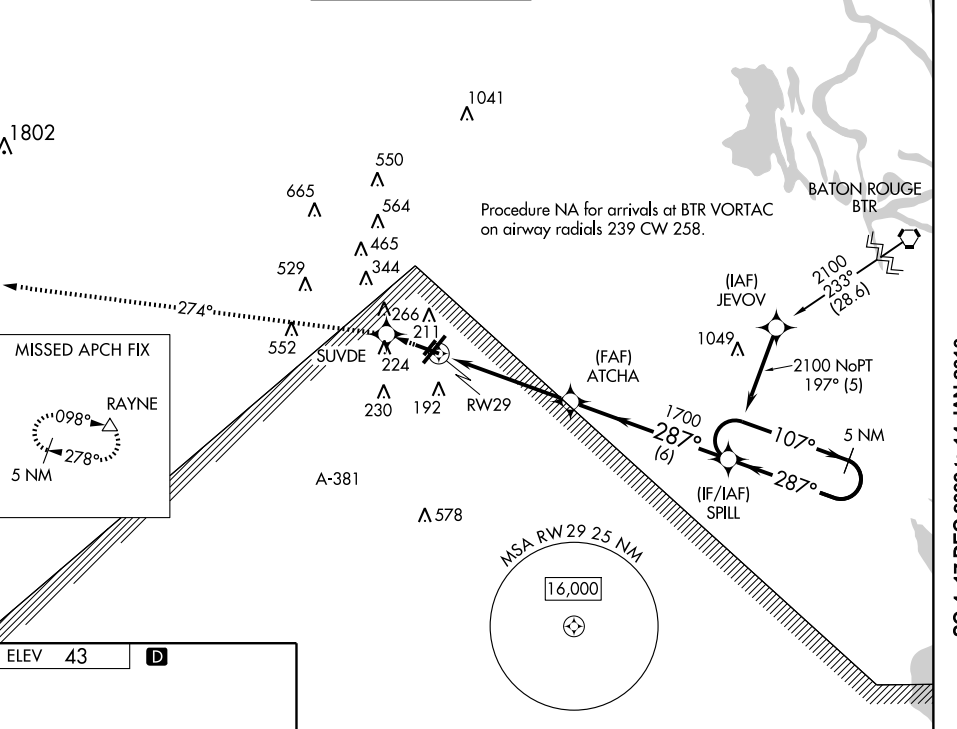 1041
1802
550
665
564
465
529
344
266
211
552
SUVDE
224
230
192
RW29
274°
Procedure NA for arrivals at BTR VORTAC
on airway radials 239 CW 258.
BATON ROUGE
BTR
2100
233°
(28.6)
(IAF)
JEVOV
1049
2100 NoPT
197° (5)
(FAF)
ATCHA
1700
287°
(6)
107°
5 NM
287°
(IF/IAF)
SPILL
MISSED APCH FIX
RAYNE
098°
278°
5 NM
A-381
578
MSA RW29 25 NM
16,000
ELEV 43 D